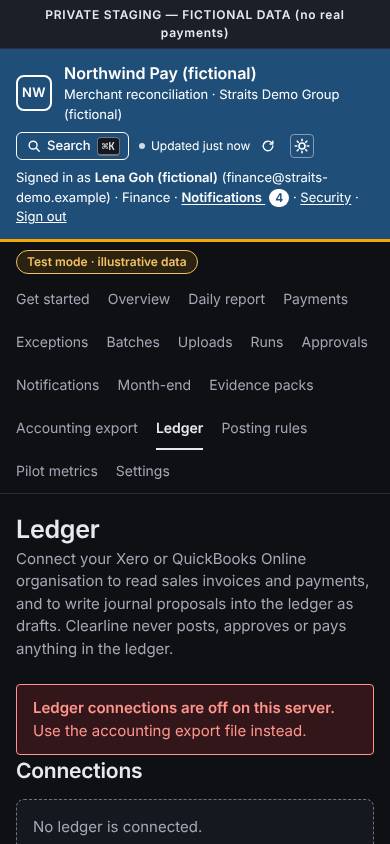 PRIVATE STAGING — FICTIONAL DATA (no real
payments)
NW
Northwind Pay (fictional)
Merchant reconciliation · Straits Demo Group
(fictional)
Search ⌘K
Updated just now
Signed in as Lena Goh (fictional) (finance@straits-
demo.example) · Finance · Notifications 4 · Security ·
Sign out
Test mode · illustrative data
Get started Overview Daily report Payments
Exceptions Batches Uploads Runs Approvals
Notifications Month-end Evidence packs
Accounting export Ledger Posting rules
Pilot metrics Settings
Ledger
Connect your Xero or QuickBooks Online
organisation to read sales invoices and payments,
and to write journal proposals into the ledger as
drafts. Clearline never posts, approves or pays
anything in the ledger.
Ledger connections are off on this server.
Use the accounting export file instead.
Connections
No ledger is connected.